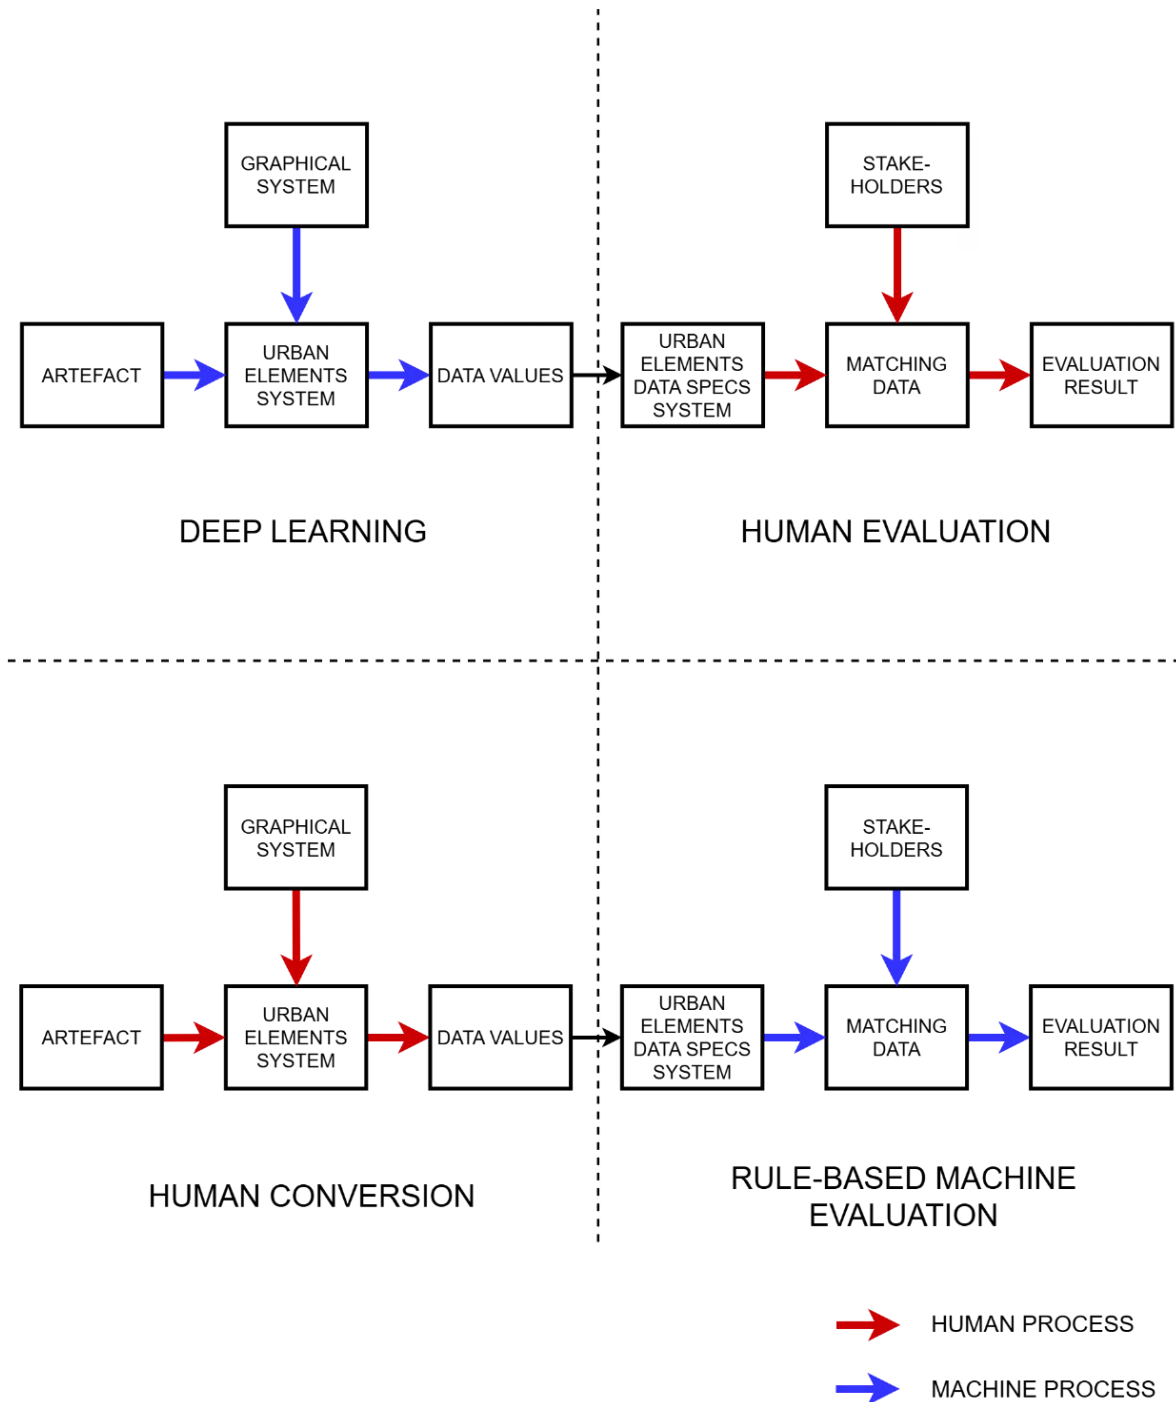 GRAPHICAL
SYSTEM
STAKE-
HOLDERS
ARTEFACT
URBAN
ELEMENTS
SYSTEM
DATA VALUES
URBAN
ELEMENTS
DATA SPECS
SYSTEM
MATCHING
DATA
EVALUATION
RESULT
DEEP LEARNING
HUMAN EVALUATION
GRAPHICAL
SYSTEM
STAKE-
HOLDERS
ARTEFACT
URBAN
ELEMENTS
SYSTEM
DATA VALUES
URBAN
ELEMENTS
DATA SPECS
SYSTEM
MATCHING
DATA
EVALUATION
RESULT
HUMAN CONVERSION
RULE-BASED MACHINE
EVALUATION
HUMAN PROCESS
MACHINE PROCESS